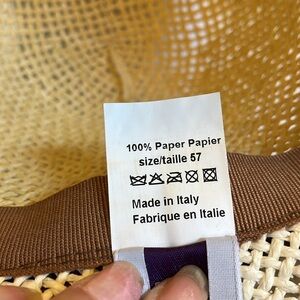 100% Paper Papier
size/taille 57
Made in Italy
Fabrique en Italie